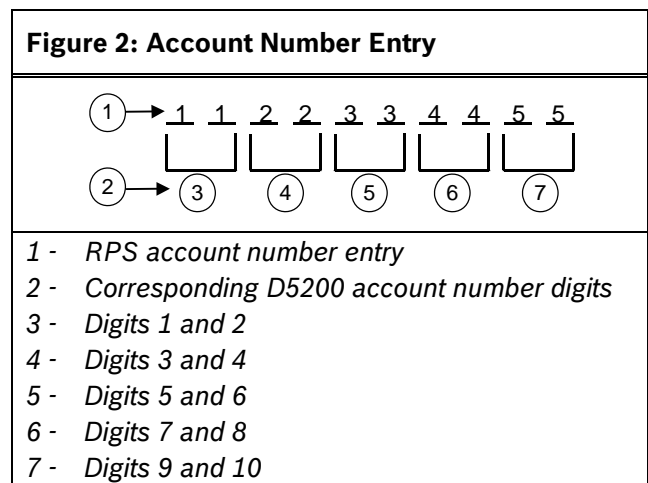 Figure 2: Account Number Entry
1 1 1 2 2 3 3 4 4 5 5
2 3 4 5 6 7
1 - RPS account number entry
2 - Corresponding D5200 account number digits
3 - Digits 1 and 2
4 - Digits 3 and 4
5 - Digits 5 and 6
6 - Digits 7 and 8
7 - Digits 9 and 10